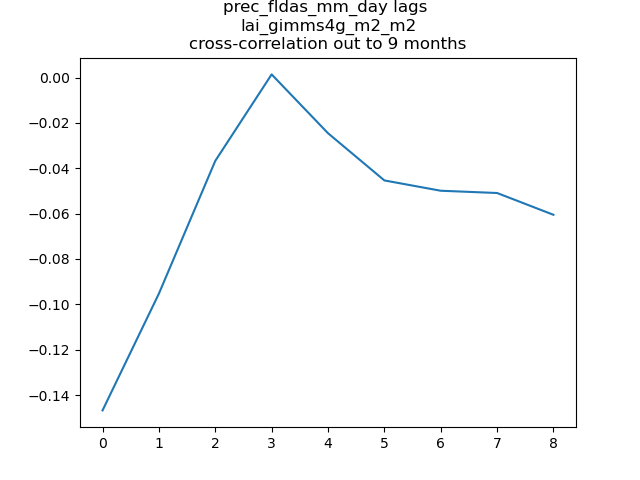 prec_fldas_mm_day lags
lai_gimms4g_m2_m2
cross-correlation out to 9 months
0.00
−0.02
−0.04
−0.06
−0.08
−0.10
−0.12
−0.14
0 1 2 3 4 5 6 7 8